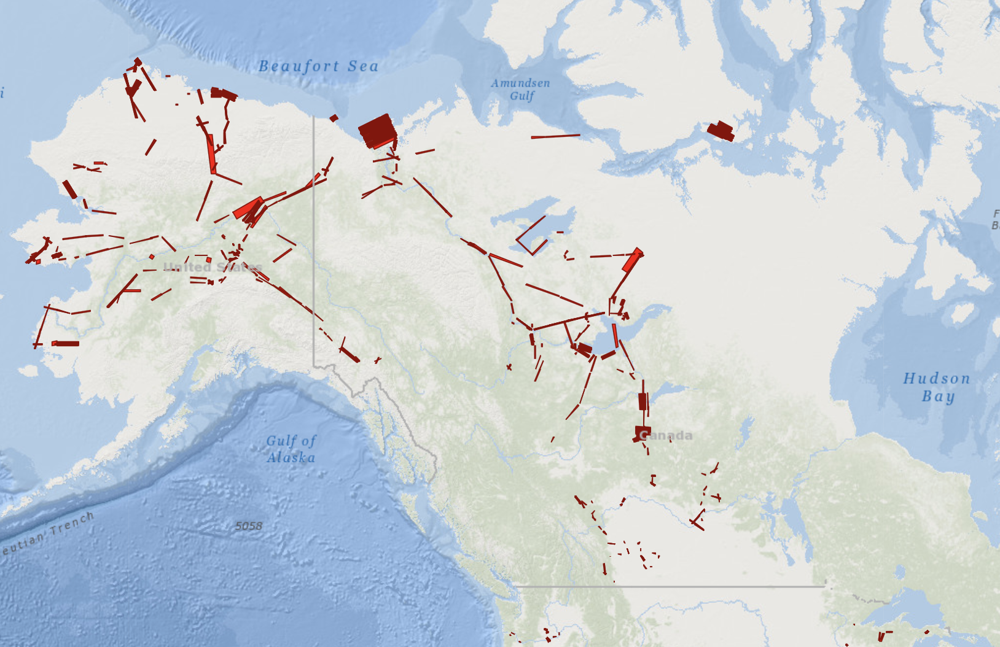 Beaufort Sea
Amundsen
Gulf
i
F
B
United States
Hudson
Bay
Canada
Gulf of
Alaska
5058
eutian Trench